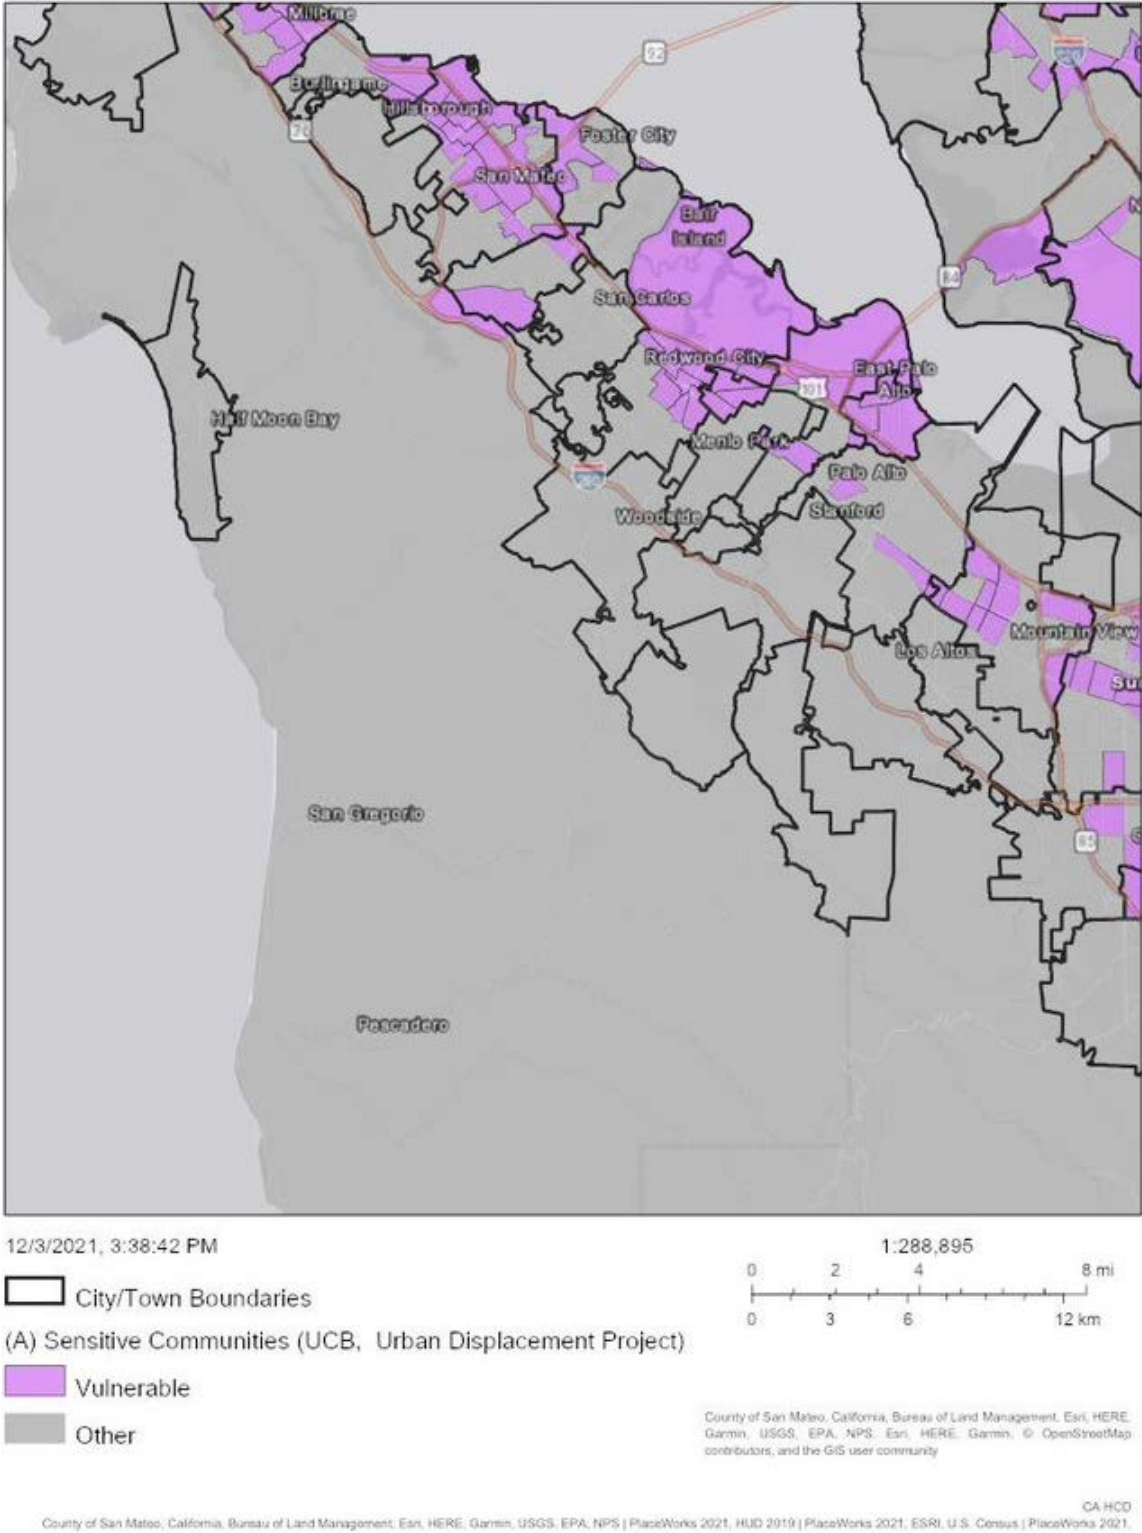 Millbrae
92
Burlingame
Hillsborough
Foster City
San Mateo
Bair
Island
84
San Carlos
Redwood City
East Palo
Alto
101
Half Moon Bay
Menlo Park
Palo Alto
Stanford
Woodside
Mountain View
Los Altos
Su
San Gregorio
85
Pescadero
12/3/2021, 3:38:42 PM
1:288,895
0 2 4 8 mi
0 3 6 12 km
City/Town Boundaries
(A) Sensitive Communities (UCB, Urban Displacement Project)
Vulnerable
Other
County of San Mateo, California, Bureau of Land Management, Esri, HERE,
Garmin, USGS, EPA, NPS, Esri, HERE, Garmin, © OpenStreetMap
contributors, and the GIS user community
CA HCD
County of San Mateo, California, Bureau of Land Management, Esri, HERE, Garmin, USGS, EPA, NPS | PlaceWorks 2021, HUD 2019 | PlaceWorks 2021, ESRI, U.S. Census | PlaceWorks 2021,